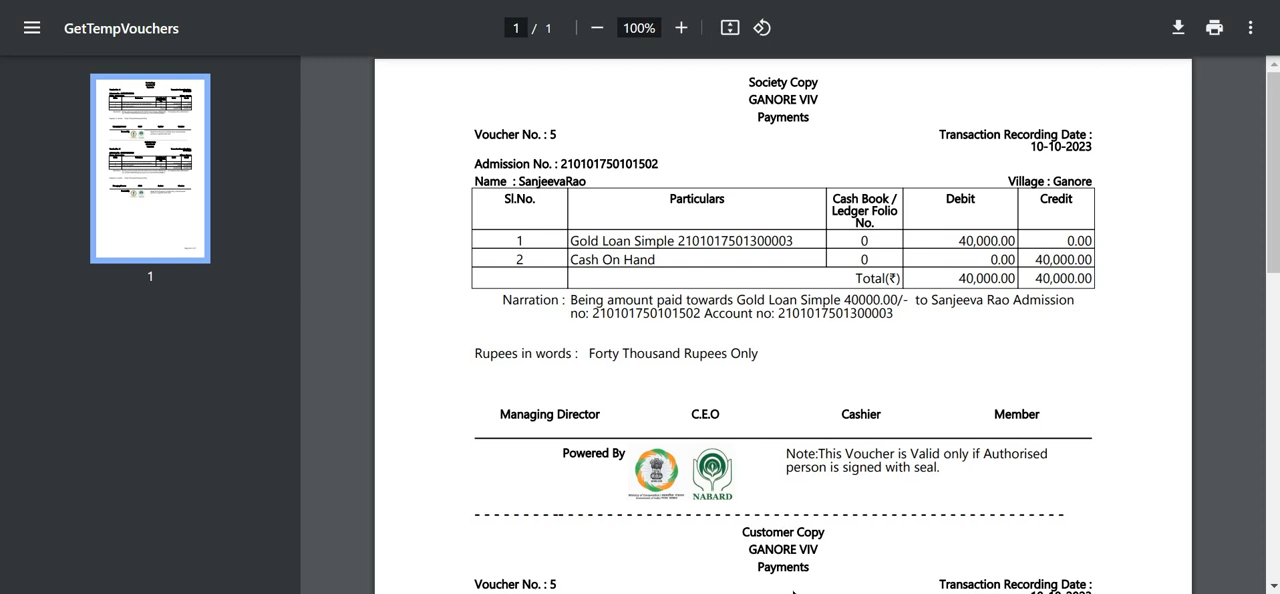 GetTempVouchers
1 / 1
100%
1
Society Copy
GANORE VIV
Payments
Voucher No. : 5
Transaction Recording Date :
10-10-2023
Admission No. : 210101750101502
Name : SanjeevaRao
Village : Ganore
Sl.No. Particulars Cash Book / Ledger Folio No. Debit Credit
1 Gold Loan Simple 2101017501300003 0 40,000.00 0.00
2 Cash On Hand 0 0.00 40,000.00
Total(₹) 40,000.00 40,000.00
Narration : Being amount paid towards Gold Loan Simple 40000.00/- to Sanjeeva Rao Admission
no: 210101750101502 Account no: 2101017501300003
Rupees in words : Forty Thousand Rupees Only
Managing Director C.E.O Cashier Member
Powered By
NABARD
Note:This Voucher is Valid only if Authorised
person is signed with seal.
Customer Copy
GANORE VIV
Payments
Voucher No. : 5
Transaction Recording Date :